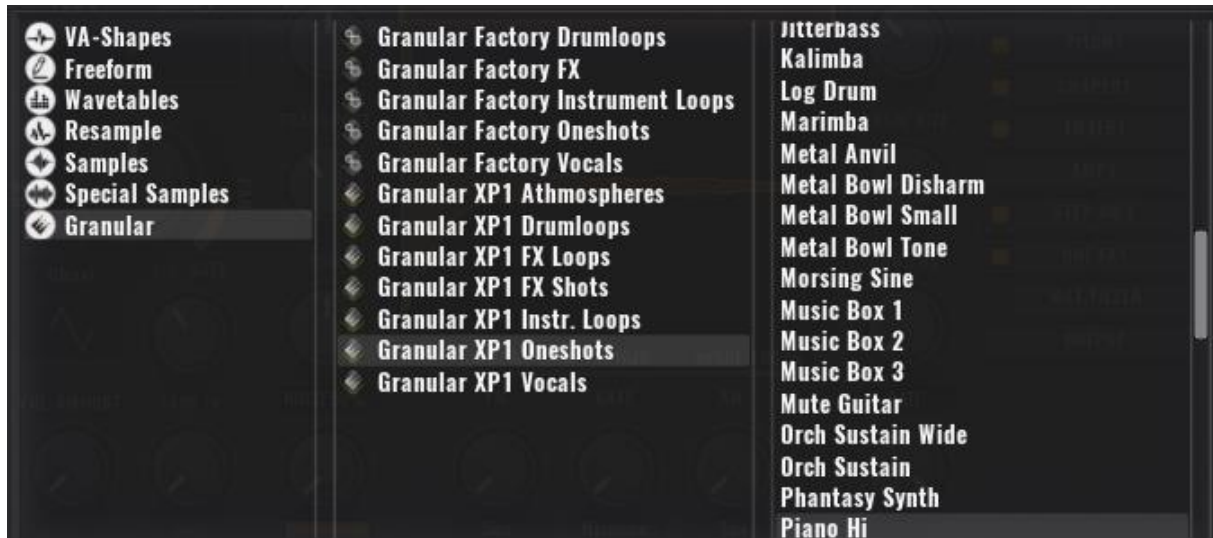 VA-Shapes
Freeform
Wavetables
Resample
Samples
Special Samples
Granular
Granular Factory Drumloops
Granular Factory FX
Granular Factory Instrument Loops
Granular Factory Oneshots
Granular Factory Vocals
Granular XP1 Athmospheres
Granular XP1 Drumloops
Granular XP1 FX Loops
Granular XP1 FX Shots
Granular XP1 Instr. Loops
Granular XP1 Oneshots
Granular XP1 Vocals
Jitterbass
Kalimba
Log Drum
Marimba
Metal Anvil
Metal Bowl Disharm
Metal Bowl Small
Metal Bowl Tone
Morsing Sine
Music Box 1
Music Box 2
Music Box 3
Mute Guitar
Orch Sustain Wide
Orch Sustain
Phantasy Synth
Piano Hi